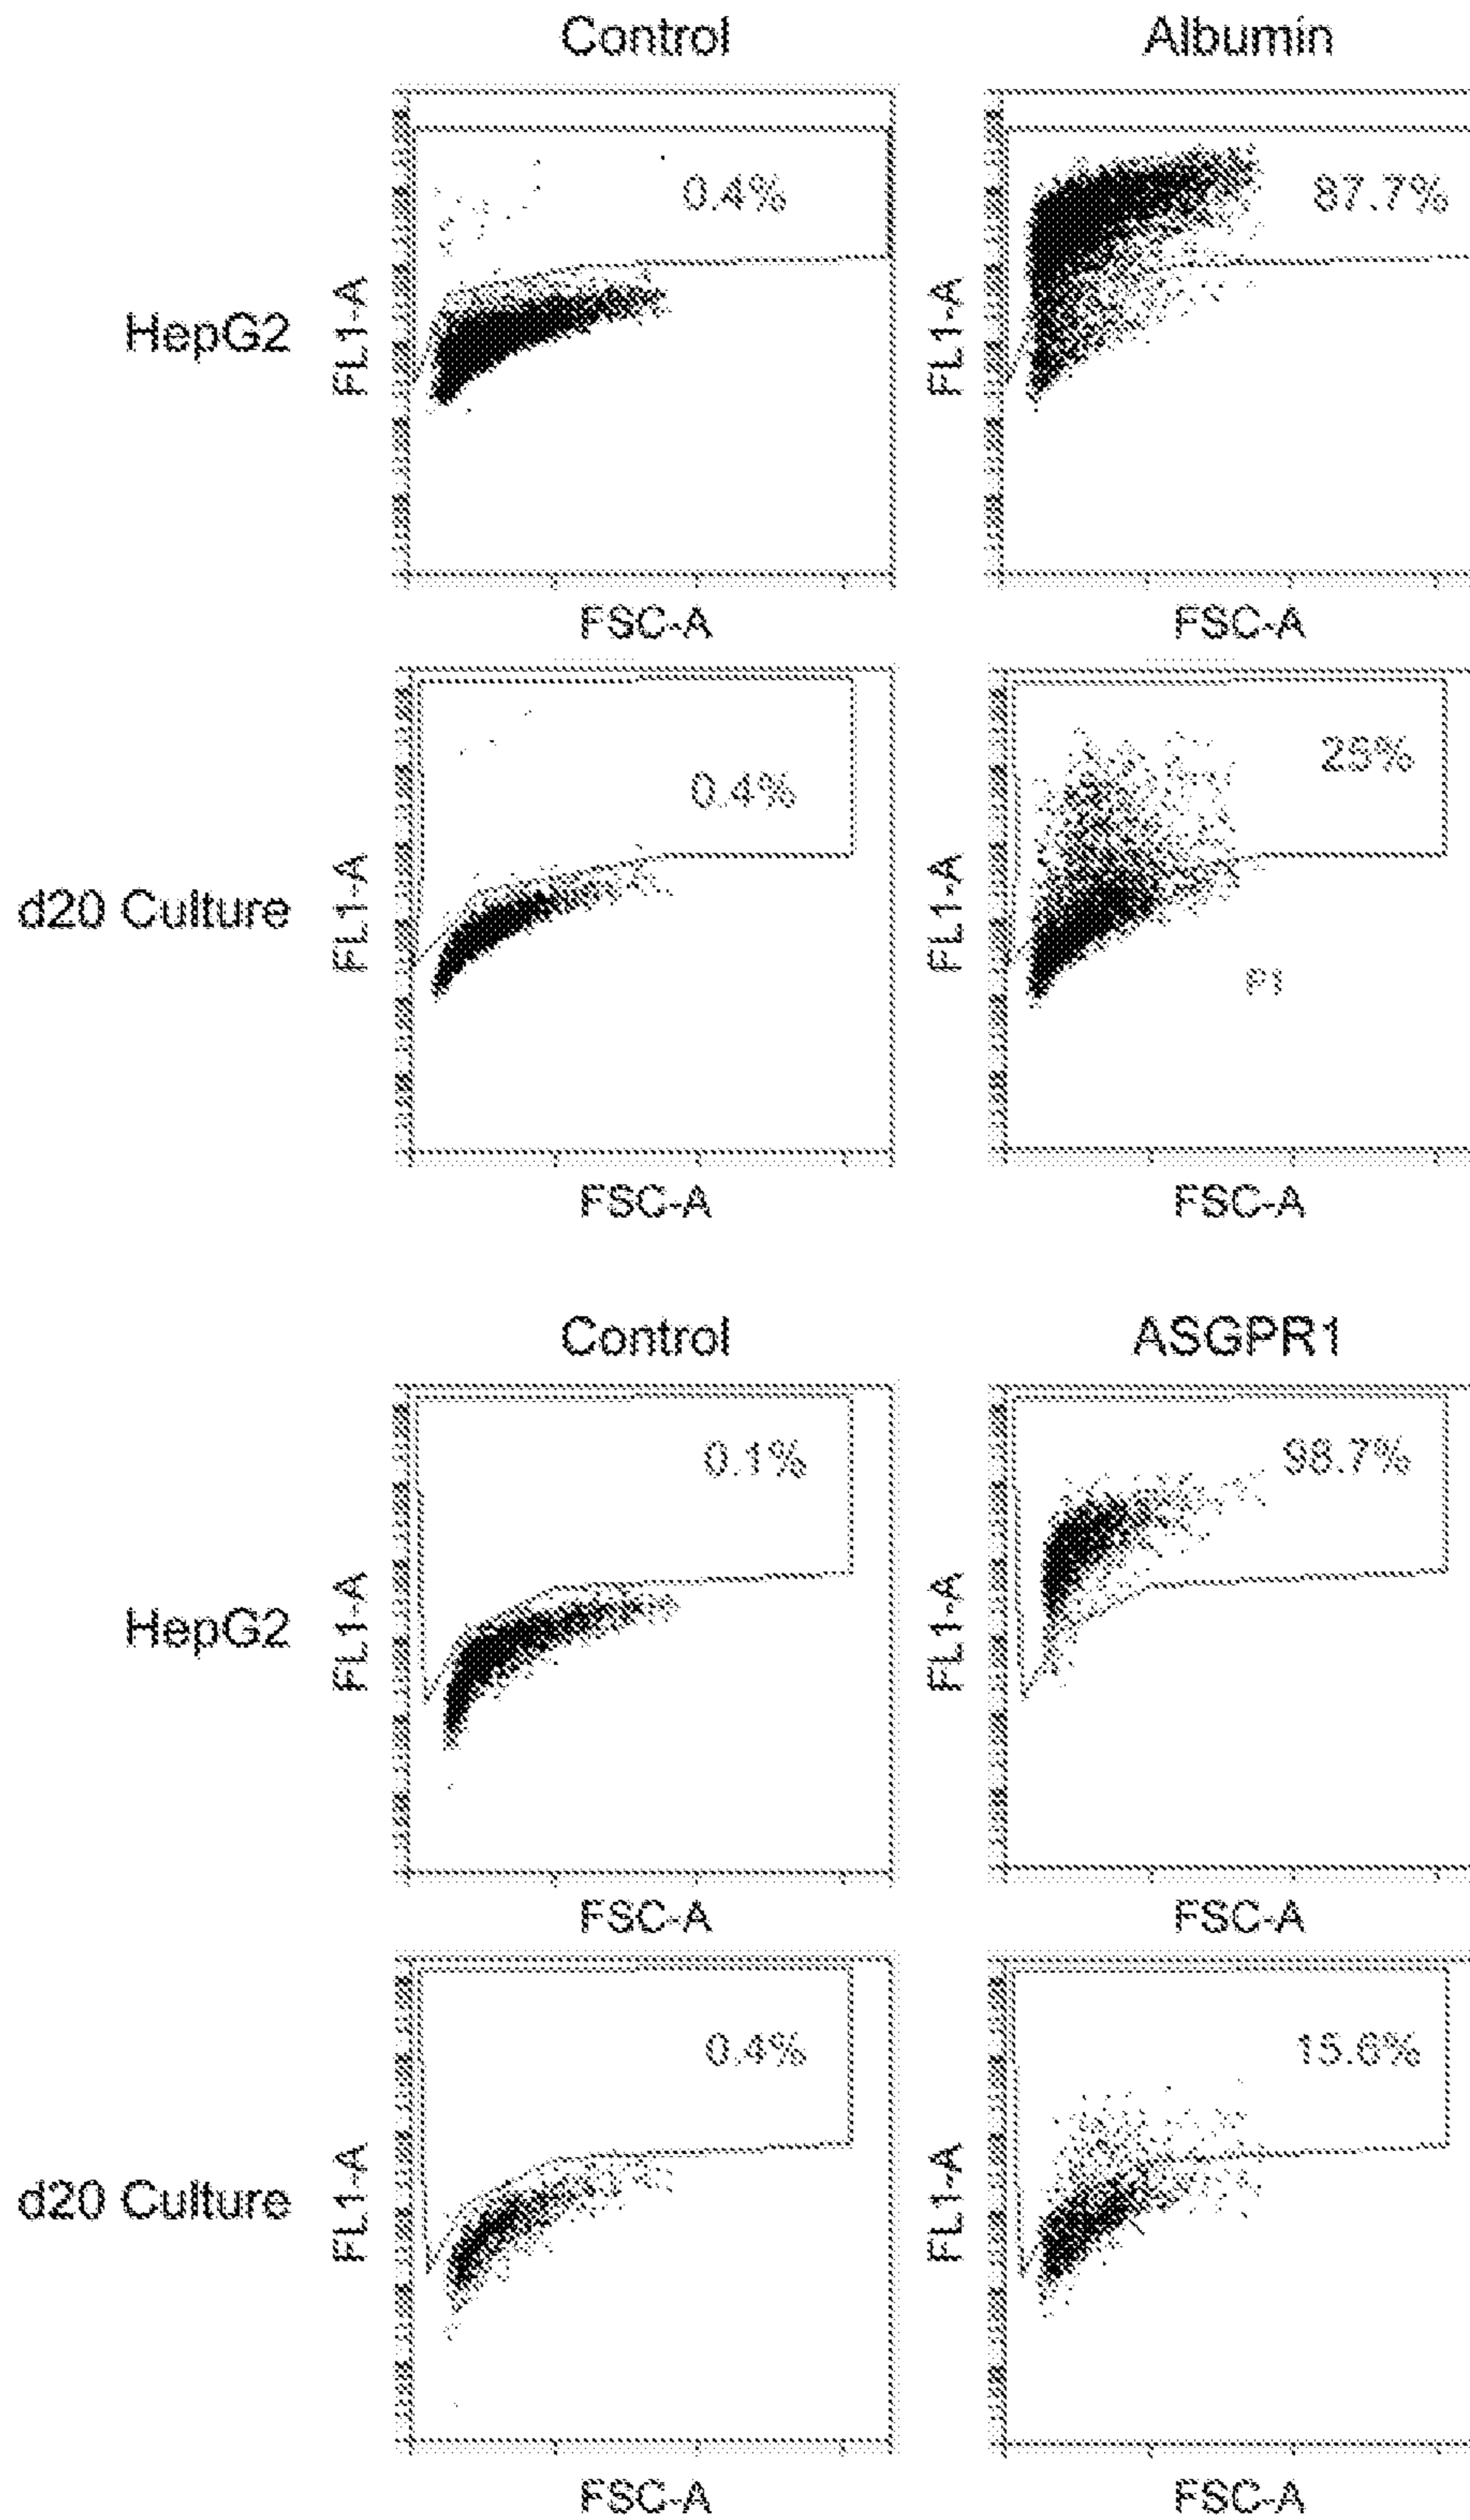 Control Albumin
0.4% 87.7%
HepG2 FL1-A FL1-A
FSC-A FSC-A
0.4% 25%
d20 Culture FL1-A FL1-A
P1
FSC-A FSC-A
Control ASGPR1
0.1% 98.7%
HepG2 FL1-A FL1-A
FSC-A FSC-A
0.4% 15.6%
d20 Culture FL1-A FL1-A
FSC-A FSC-A